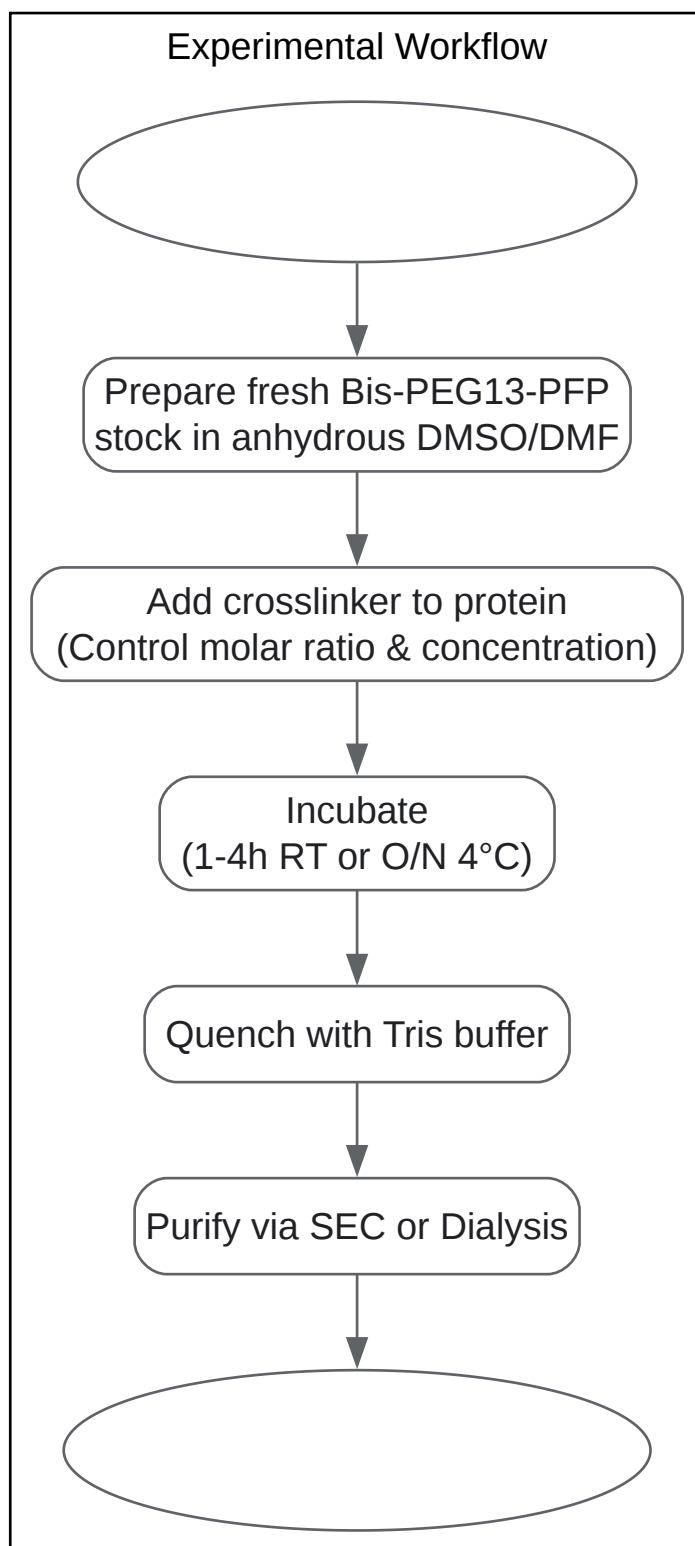 Experimental Workflow
Prepare fresh Bis-PEG13-PFP
stock in anhydrous DMSO/DMF
Add crosslinker to protein
(Control molar ratio & concentration)
Incubate
(1-4h RT or O/N 4°C)
Quench with Tris buffer
Purify via SEC or Dialysis